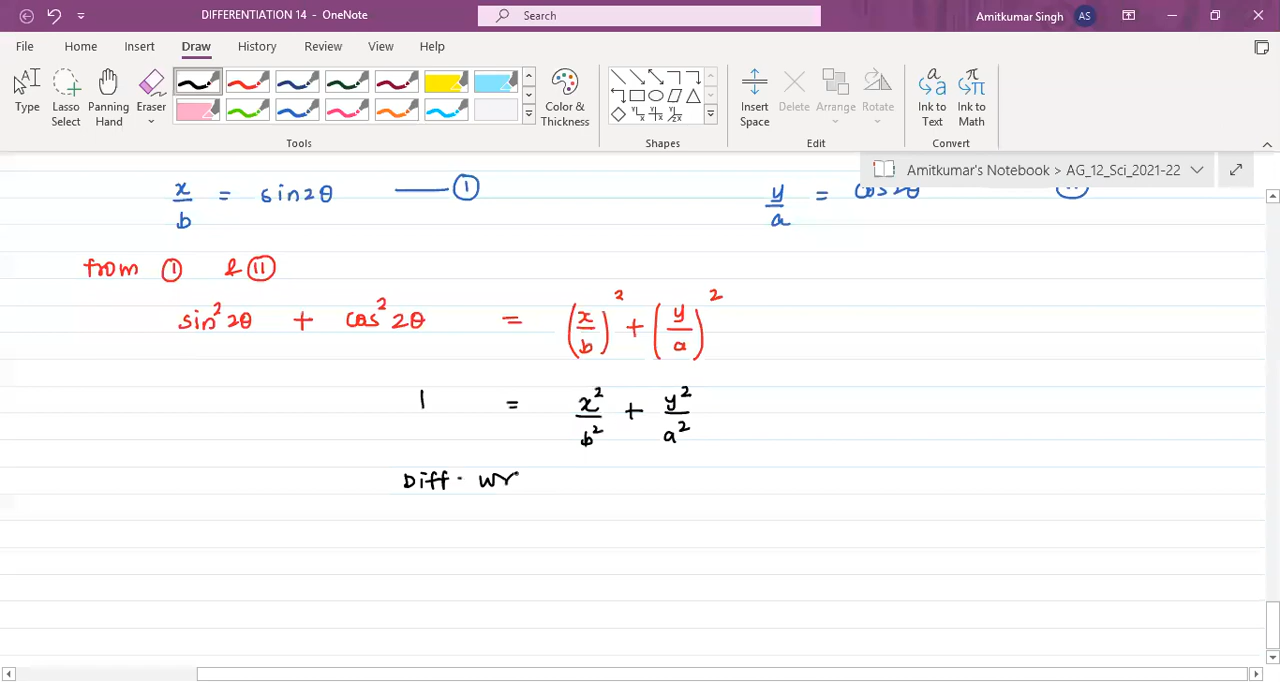 DIFFERENTIATION 14 - OneNote
Search
Amitkumar Singh AS
File Home Insert Draw History Review View Help
Type
Lasso Select
Panning Hand
Eraser
Color & Thickness
Insert Space
Delete
Arrange
Rotate
Ink to Text
Ink to Math
Tools
Shapes
Edit
Convert
Amitkumar's Notebook > AG_12_Sci_2021-22
x/b = sin2θ —— (I)
y/a = cos2θ (II)
from (I) & (II)
sin²2θ + cos²2θ = (x/b)² + (y/a)²
1 = x²/b² + y²/a²
Diff. wr